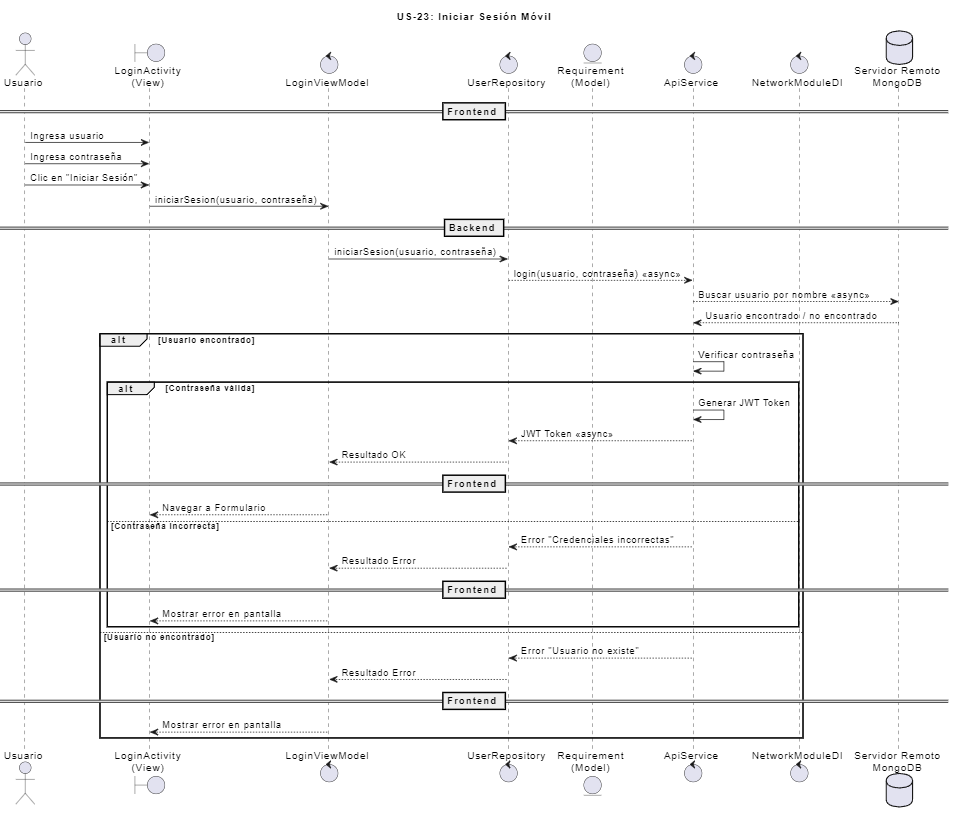 US-23: Iniciar Sesión Móvil
Usuario
LoginActivity
(View)
LoginViewModel
UserRepository
Requirement
(Model)
ApiService
NetworkModuleDI
Servidor Remoto
MongoDB
Frontend
Ingresa usuario
Ingresa contraseña
Clic en "Iniciar Sesión"
iniciarSesion(usuario, contraseña)
Backend
iniciarSesion(usuario, contraseña)
login(usuario, contraseña) «async»
Buscar usuario por nombre «async»
Usuario encontrado / no encontrado
alt [Usuario encontrado]
Verificar contraseña
alt [Contraseña válida]
Generar JWT Token
JWT Token «async»
Resultado OK
Frontend
Navegar a Formulario
[Contraseña incorrecta]
Error "Credenciales incorrectas"
Resultado Error
Frontend
Mostrar error en pantalla
[Usuario no encontrado]
Error "Usuario no existe"
Resultado Error
Frontend
Mostrar error en pantalla
Usuario
LoginActivity
(View)
LoginViewModel
UserRepository
Requirement
(Model)
ApiService
NetworkModuleDI
Servidor Remoto
MongoDB